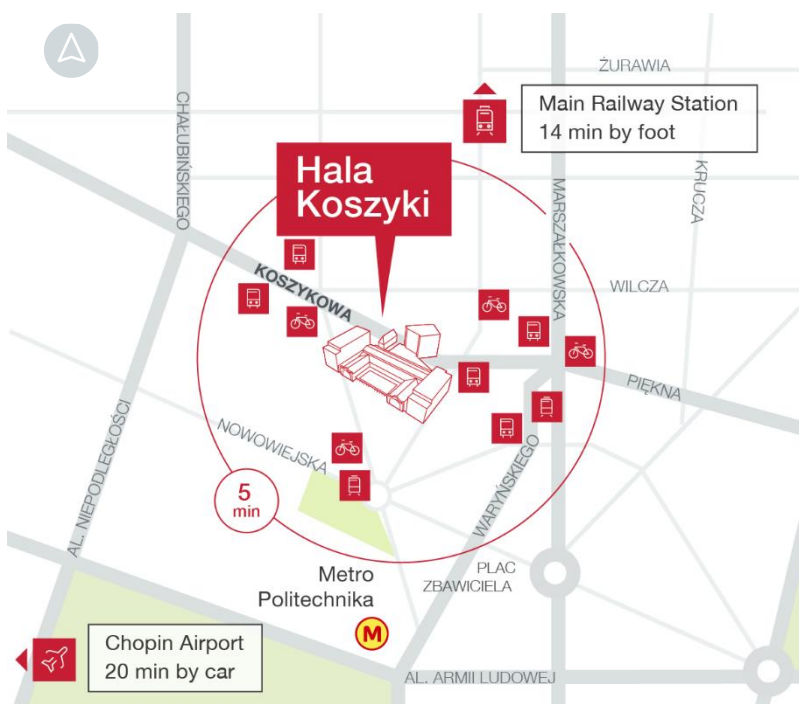 ŻURAWIA
Main Railway Station
14 min by foot
CHAŁUBIŃSKIEGO
Hala
Koszyki
KRUCZA
MARSZAŁKOWSKA
KOSZYKOWA
WILCZA
PIĘKNA
AL. NIEPODLEGŁOŚCI
NOWOWIEJSKA
WARYŃSKIEGO
5
min
PLAC
ZBAWICIELA
Metro
Politechnika
M
Chopin Airport
20 min by car
AL. ARMII LUDOWEJ